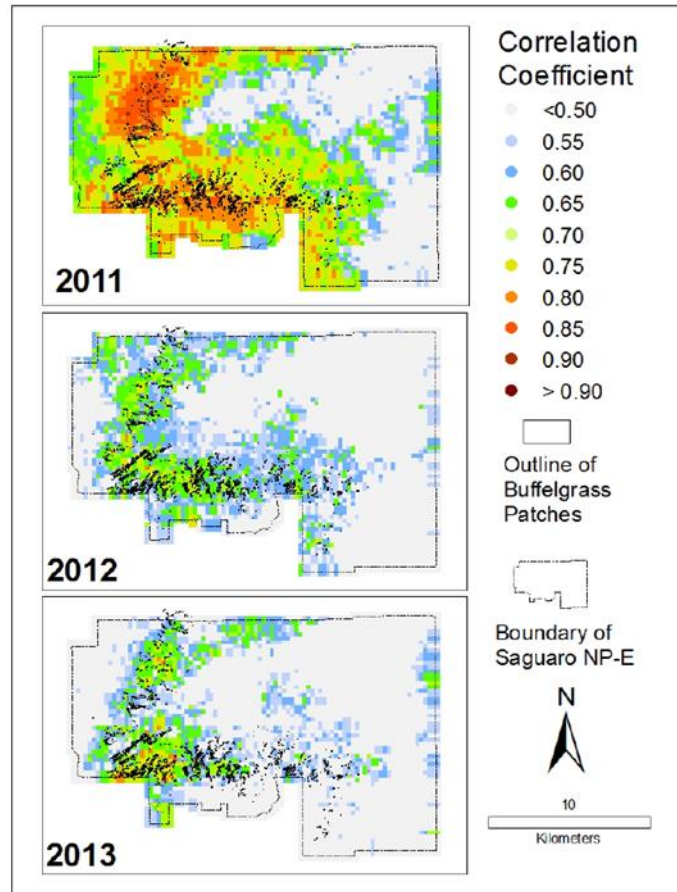 2011
2012
2013
Correlation
Coefficient
<0.50
0.55
0.60
0.65
0.70
0.75
0.80
0.85
0.90
> 0.90
Outline of
Buffelgrass
Patches
Boundary of
Saguaro NP-E
N
10
Kilometers